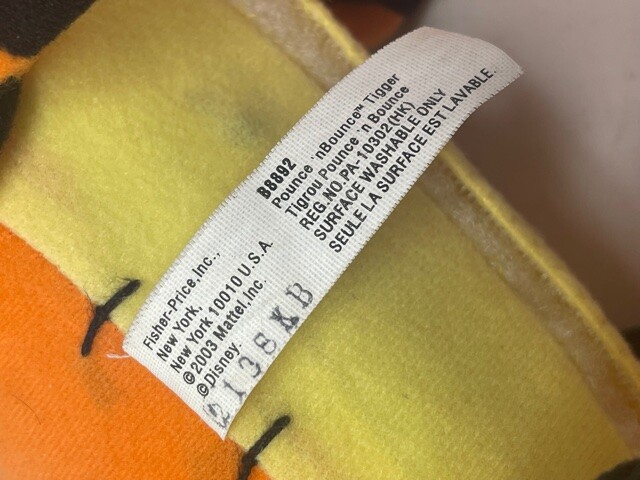 B8892
Pounce 'nBounce™ Tigger
Tigrou Pounce 'n Bounce
REG.NO.PA-10302(HK)
SURFACE WASHABLE ONLY
SEULE LA SURFACE EST LAVABLE.
Fisher-Price, Inc.,
New York,
New York 10010 U.S.A.
©2003 Mattel, Inc.
©Disney.
2138XB